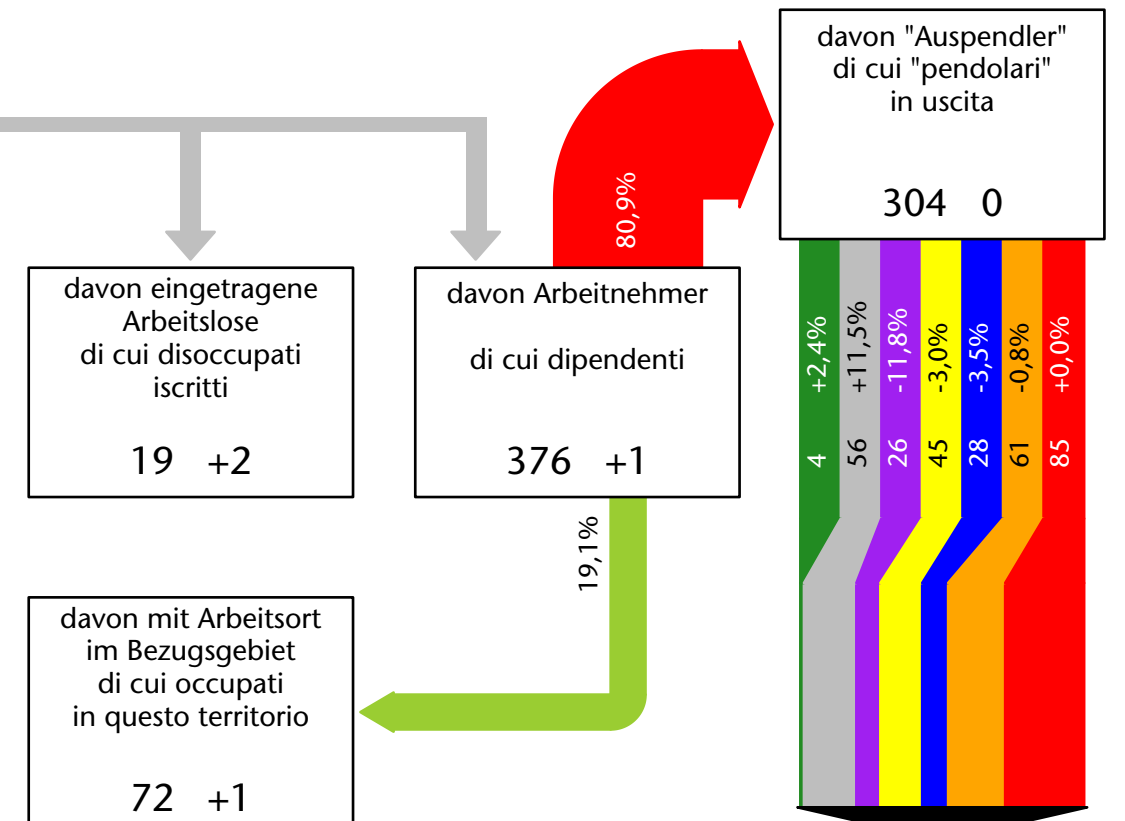 davon "Auspendler"
di cui "pendolari"
in uscita
304 0
80,9%
davon eingetragene
Arbeitslose
di cui disoccupati
iscritti
19 +2
davon Arbeitnehmer
di cui dipendenti
376 +1
4 +2,4%
56 +11,5%
26 -11,8%
45 -3,0%
28 -3,5%
61 -0,8%
85 +0,0%
19,1%
davon mit Arbeitsort
im Bezugsgebiet
di cui occupati
in questo territorio
72 +1